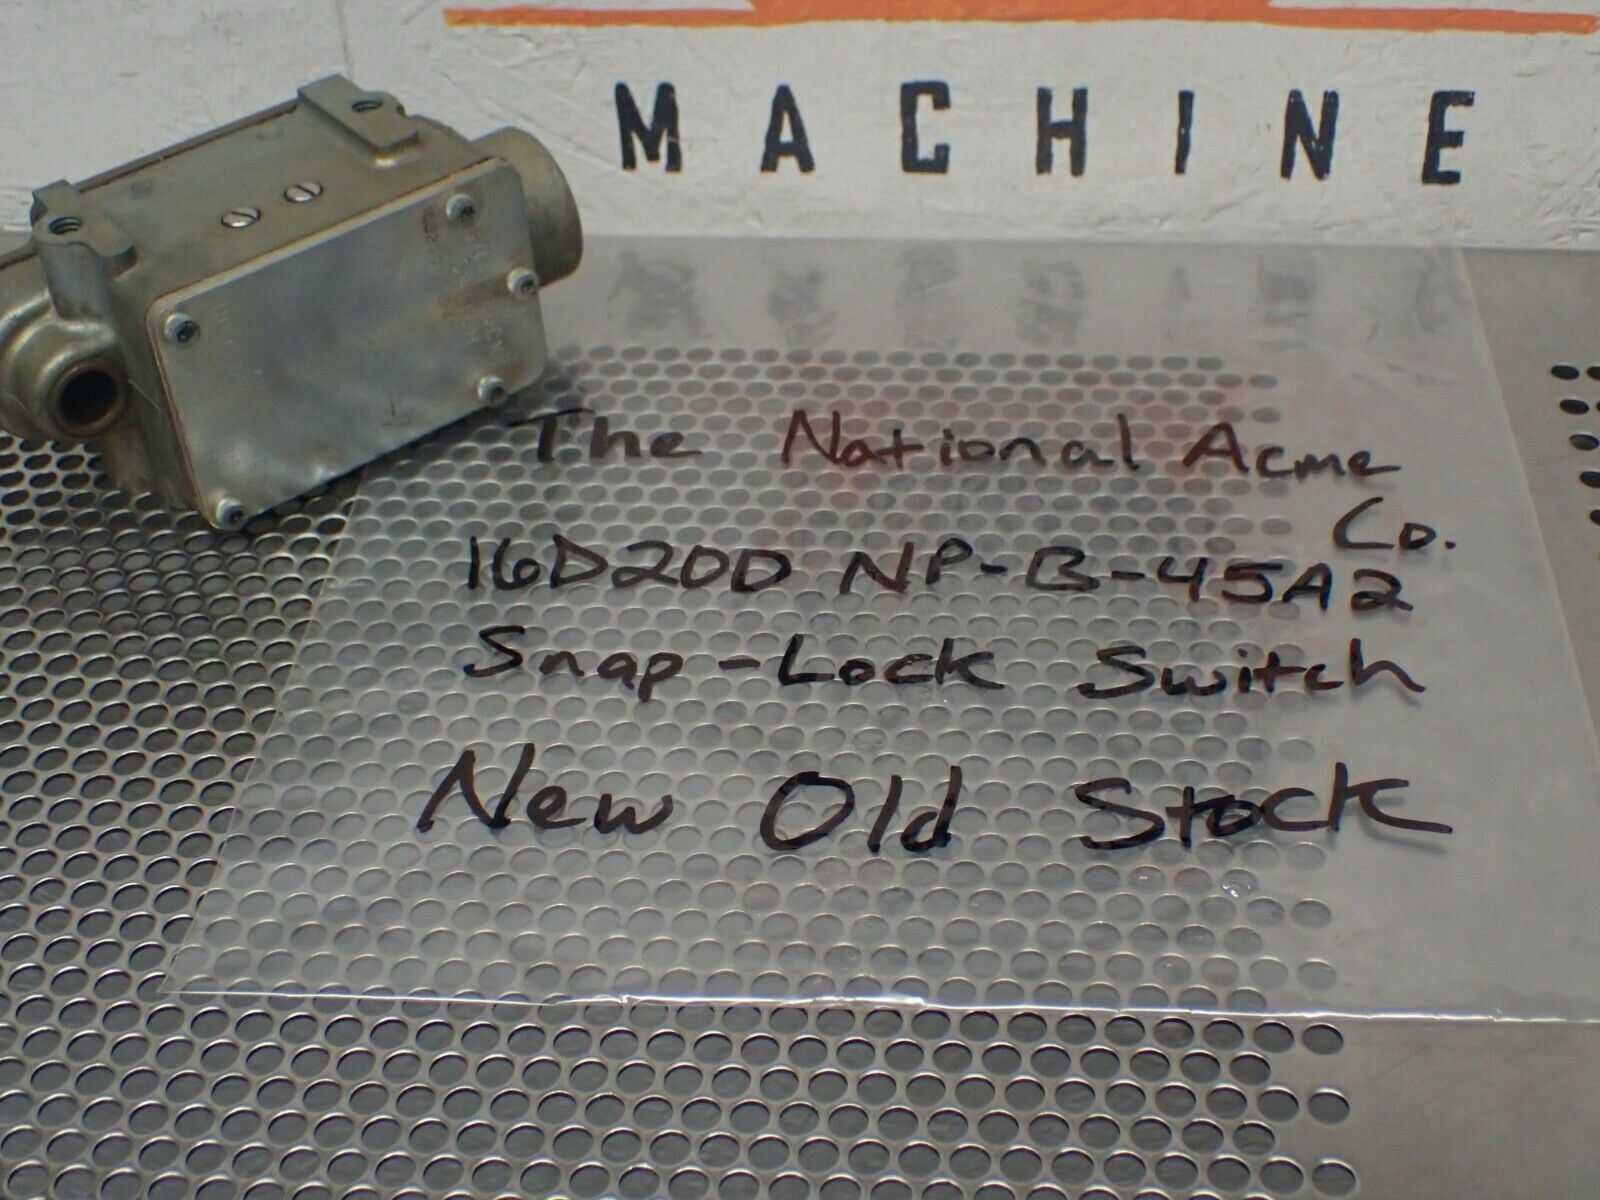 MACHINE
The National Acme
Co.
16D20D NP-B-45A2
Snap-Lock Switch
New Old Stock